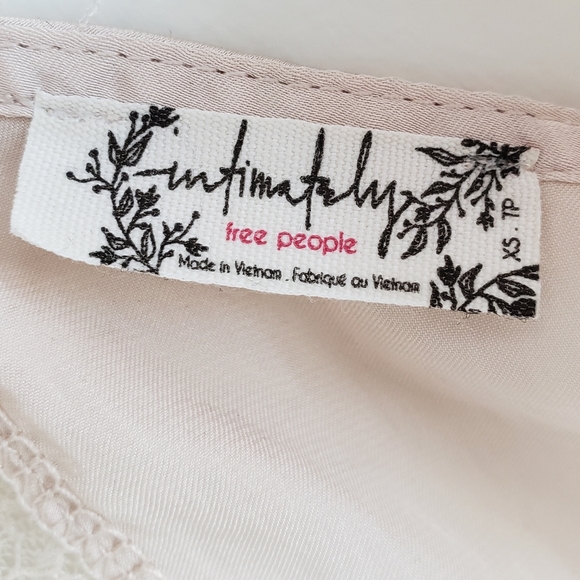 intimately
free people
Made in Vietnam . Fabriqué au Vietnam
XS . TP